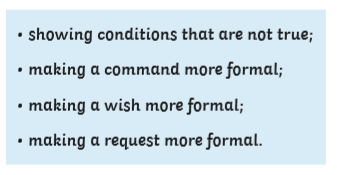 • showing conditions that are not true;
• making a command more formal;
• making a wish more formal;
• making a request more formal.